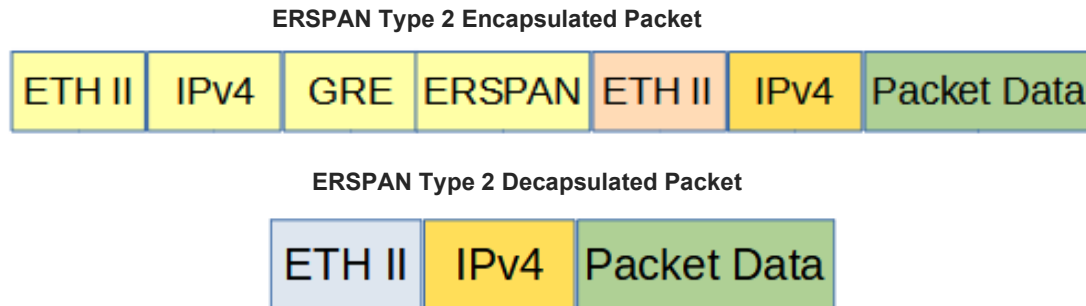 ERSPAN Type 2 Encapsulated Packet
ETH II IPv4 GRE ERSPAN ETH II IPv4 Packet Data
ERSPAN Type 2 Decapsulated Packet
ETH II IPv4 Packet Data